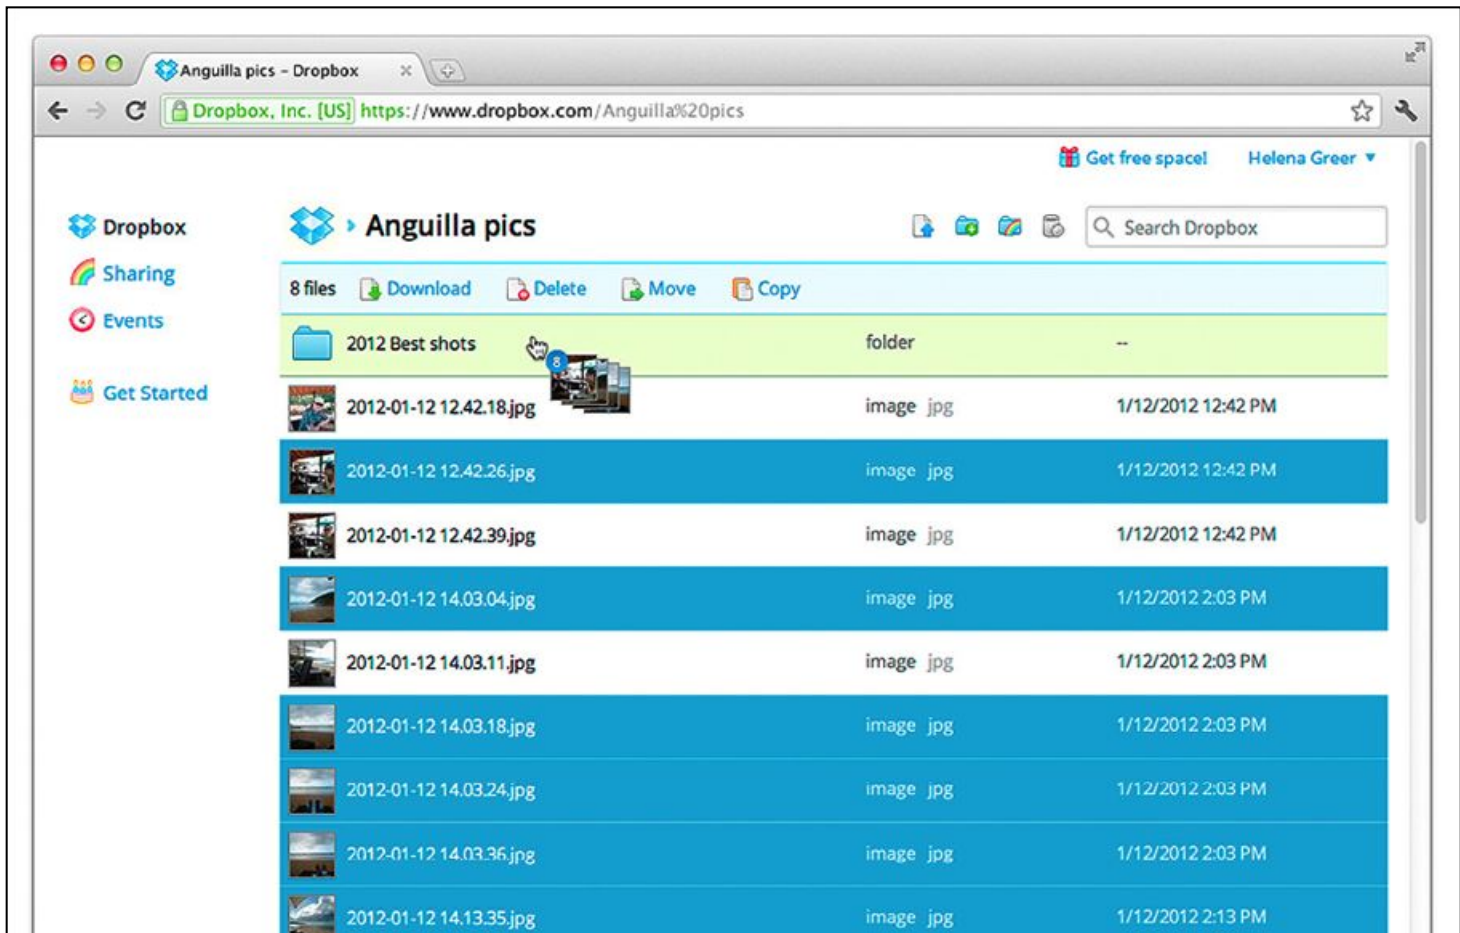 Anguilla pics – Dropbox
Dropbox, Inc. [US] https://www.dropbox.com/Anguilla%20pics
Get free space! Helena Greer
Dropbox
Sharing
Events
Get Started
Anguilla pics
Search Dropbox
8 files Download Delete Move Copy
2012 Best shots folder --
8
2012-01-12 12.42.18.jpg image jpg 1/12/2012 12:42 PM
2012-01-12 12.42.26.jpg image jpg 1/12/2012 12:42 PM
2012-01-12 12.42.39.jpg image jpg 1/12/2012 12:42 PM
2012-01-12 14.03.04.jpg image jpg 1/12/2012 2:03 PM
2012-01-12 14.03.11.jpg image jpg 1/12/2012 2:03 PM
2012-01-12 14.03.18.jpg image jpg 1/12/2012 2:03 PM
2012-01-12 14.03.24.jpg image jpg 1/12/2012 2:03 PM
2012-01-12 14.03.36.jpg image jpg 1/12/2012 2:03 PM
2012-01-12 14.13.35.jpg image jpg 1/12/2012 2:13 PM